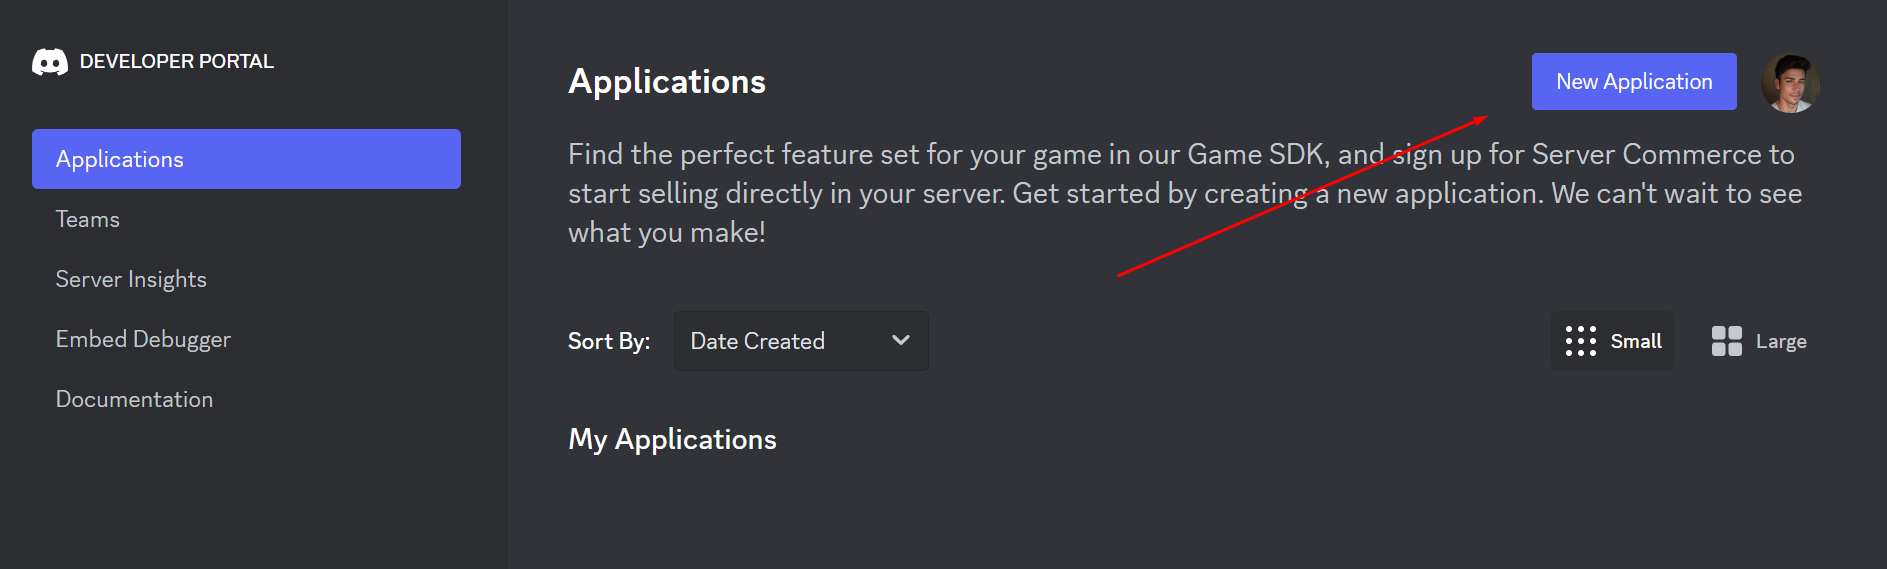 DEVELOPER PORTAL
Applications
Teams
Server Insights
Embed Debugger
Documentation
Applications
New Application
Find the perfect feature set for your game in our Game SDK, and sign up for Server Commerce to
start selling directly in your server. Get started by creating a new application. We can't wait to see
what you make!
Sort By: Date Created
Small Large
My Applications